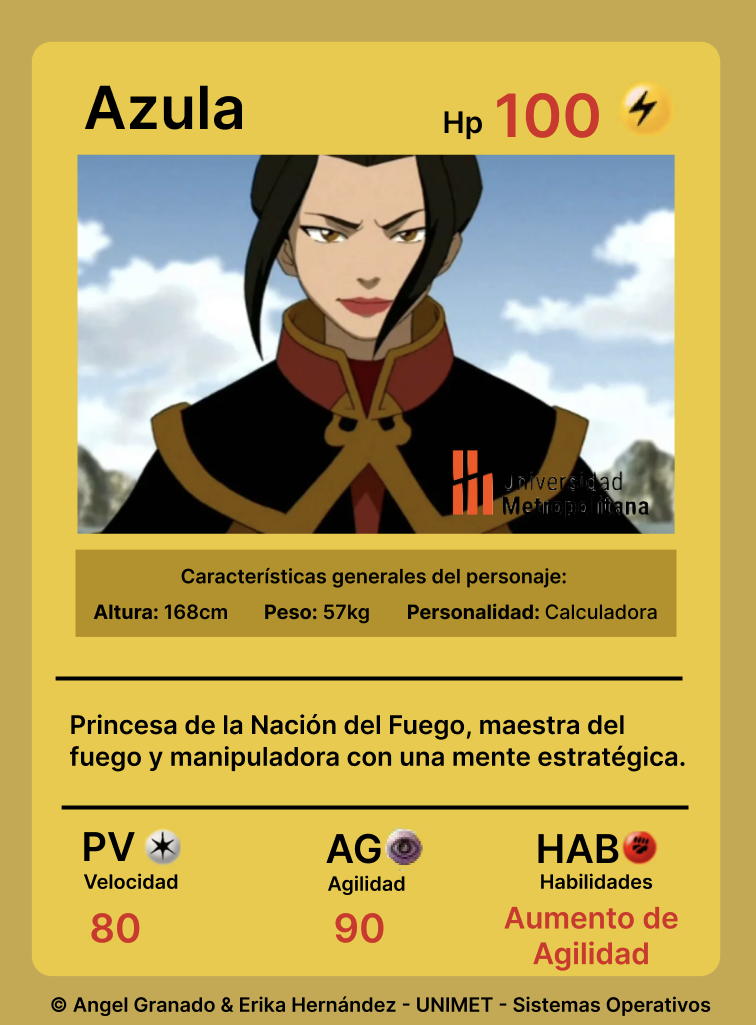 Azula
Hp 100
Universidad
Metropolitana
Características generales del personaje:
Altura: 168cm Peso: 57kg Personalidad: Calculadora
Princesa de la Nación del Fuego, maestra del
fuego y manipuladora con una mente estratégica.
PV AG HAB
Velocidad Agilidad Habilidades
80 90 Aumento de
Agilidad
© Angel Granado & Erika Hernández - UNIMET - Sistemas Operativos